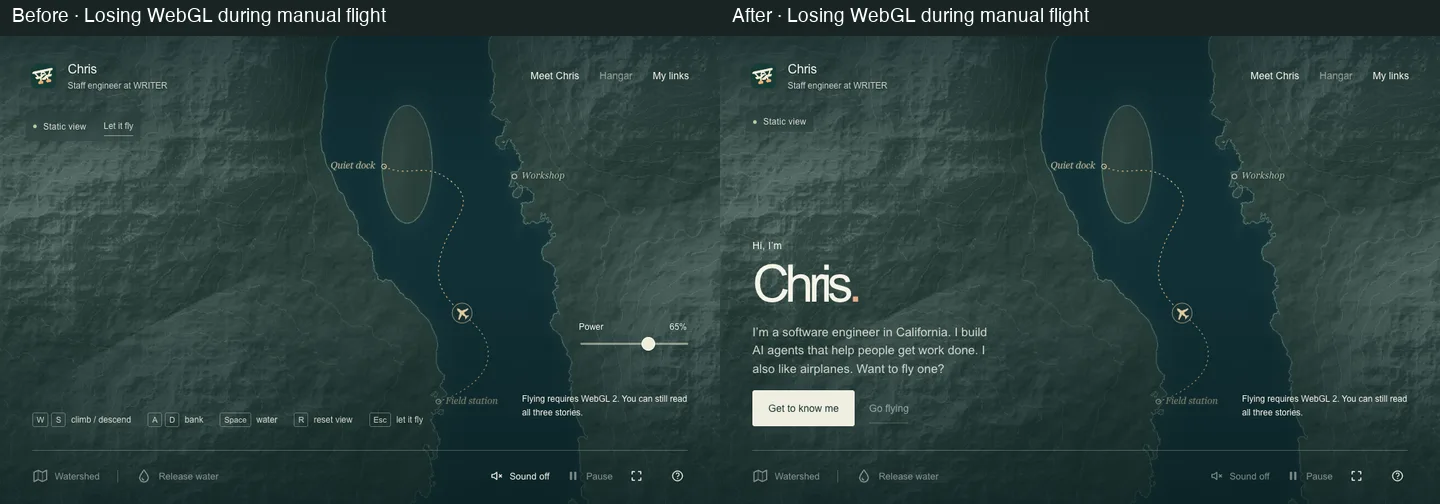 Before · Losing WebGL during manual flight
Chris
Staff engineer at WRITER
Meet Chris
Hangar
My links
Static view
Let it fly
Quiet dock
Workshop
Power
65%
Field station
Flying requires WebGL 2. You can still read
all three stories.
W S climb / descend
A D bank
Space water
R reset view
Esc let it fly
Watershed
Release water
Sound off
Pause
After · Losing WebGL during manual flight
Chris
Staff engineer at WRITER
Meet Chris
Hangar
My links
Static view
Quiet dock
Workshop
Hi, I'm
Chris.
I'm a software engineer in California. I build
AI agents that help people get work done. I
also like airplanes. Want to fly one?
Get to know me
Go flying
Field station
Flying requires WebGL 2. You can still read
all three stories.
Watershed
Release water
Sound off
Pause